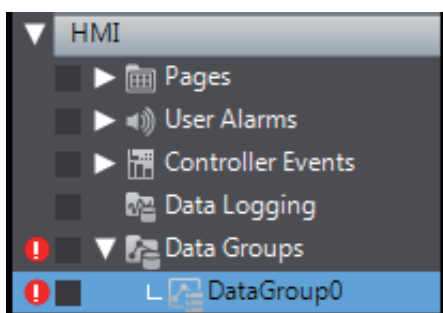 HMI
Pages
User Alarms
Controller Events
Data Logging
Data Groups
DataGroup0